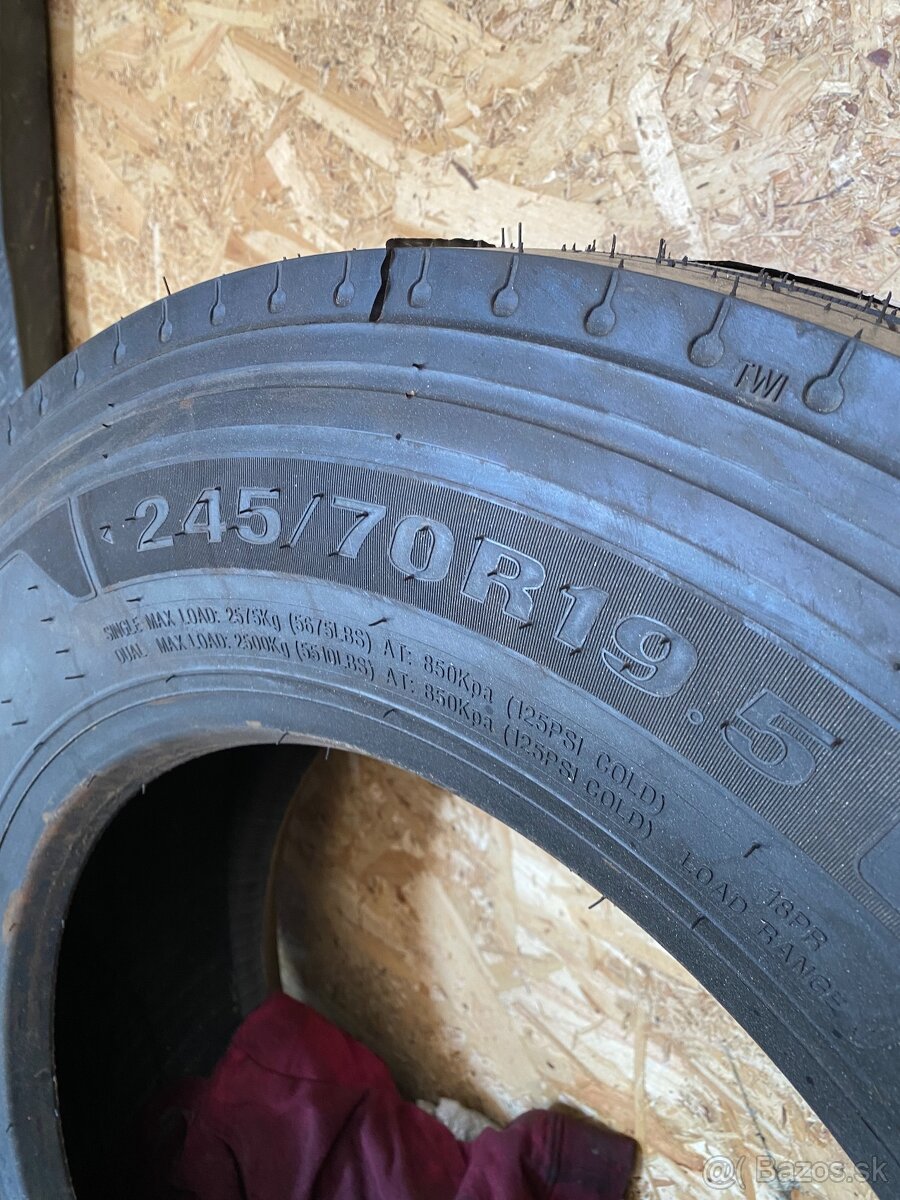 TWI
245/70R19.5
SINGLE MAX LOAD: 2575Kg (5675LBS) AT: 850Kpa (125PSI COLD)
DUAL MAX LOAD: 2500Kg (5510LBS) AT: 850Kpa (125PSI COLD)
18PR
LOAD RANGE
@( Bazos.sk